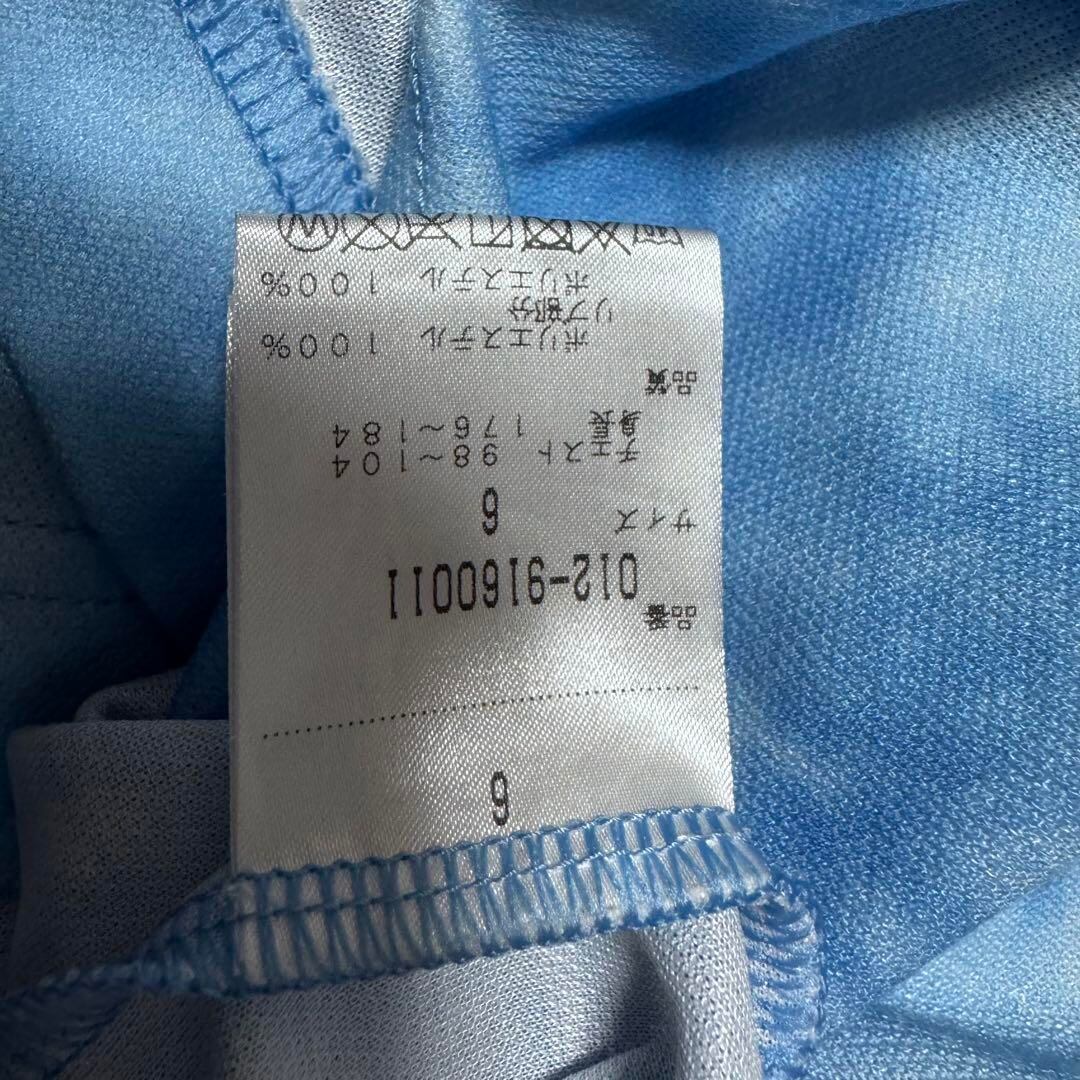 6
品番
012-9160011
サイズ 6
チェスト 98~104
身長 176~184
品質
ポリエステル 100%
リブ部分
ポリエステル 100%
W